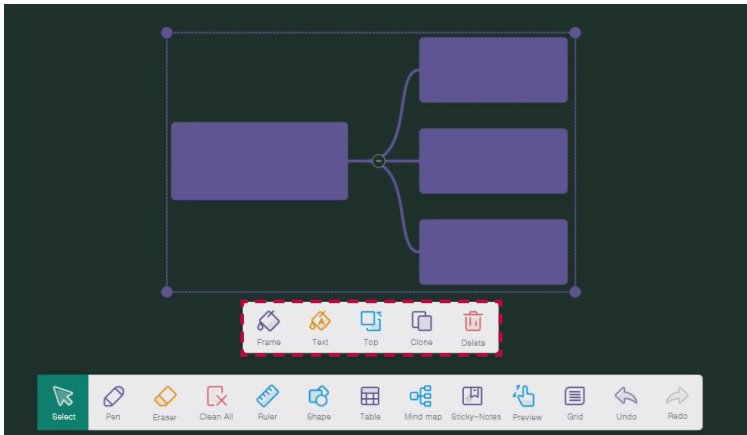 Frame Text Top Clone Delete
Select Pen Eraser Clean All Ruler Shape Table Mind map Sticky-Notes Preview Grid Undo Redo